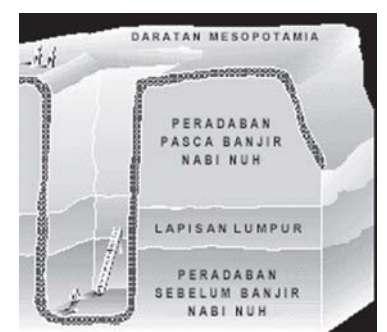 DARATAN MESOPOTAMIA
PERADABAN
PASCA BANJIR
NABI NUH
LAPISAN LUMPUR
PERADABAN
SEBELUM BANJIR
NABI NUH